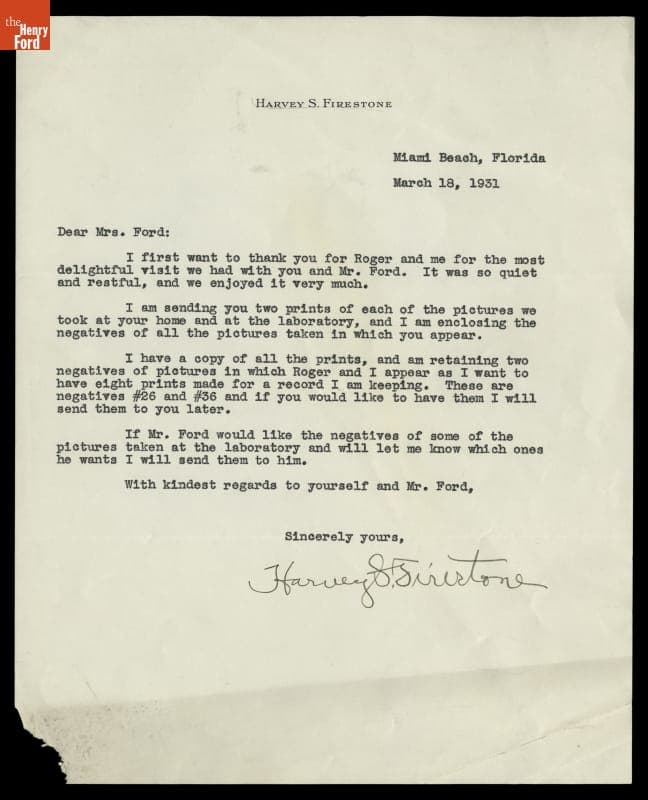 the
Henry
Ford
HARVEY S. FIRESTONE
Miami Beach, Florida
March 18, 1931
Dear Mrs. Ford:
I first want to thank you for Roger and me for the most
delightful visit we had with you and Mr. Ford. It was so quiet
and restful, and we enjoyed it very much.
I am sending you two prints of each of the pictures we
took at your home and at the laboratory, and I am enclosing the
negatives of all the pictures taken in which you appear.
I have a copy of all the prints, and am retaining two
negatives of pictures in which Roger and I appear as I want to
have eight prints made for a record I am keeping. These are
negatives #26 and #36 and if you would like to have them I will
send them to you later.
If Mr. Ford would like the negatives of some of the
pictures taken at the laboratory and will let me know which ones
he wants I will send them to him.
With kindest regards to yourself and Mr. Ford,
Sincerely yours,
Harvey S. Firestone